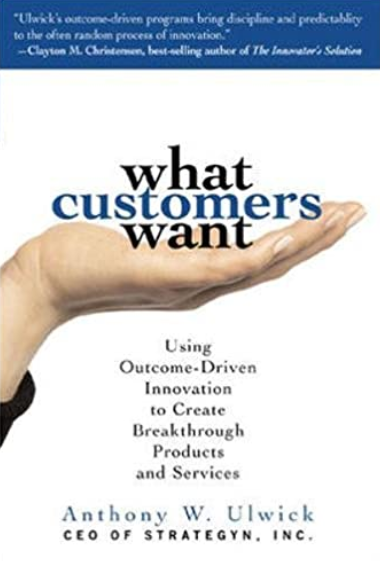 "Ulwick's outcome-driven programs bring discipline and predictablity
to the often random process of innovation."
—Clayton M. Christensen, best-selling author of The Innovator's Solution
what
customers
want
Using
Outcome-Driven
Innovation
to Create
Breakthrough
Products
and Services
Anthony W. Ulwick
CEO OF STRATEGYN, INC.